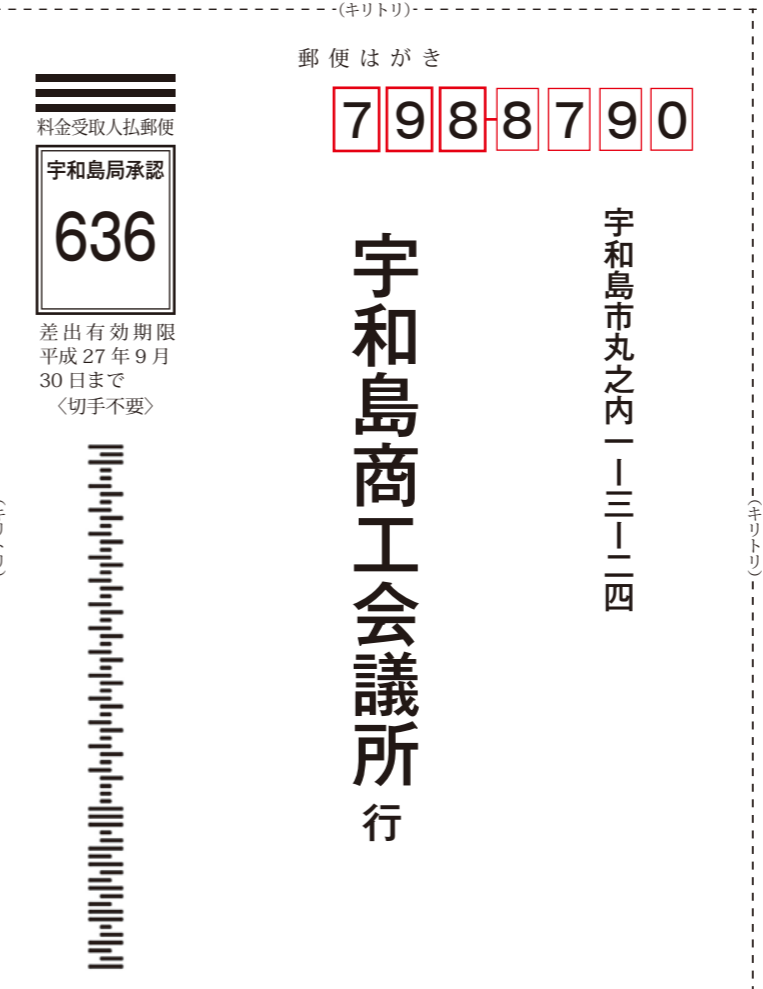 (キリトリ)
郵便はがき
798-8790
料金受取人払郵便
宇和島局承認
636
差出有効期限
平成27年9月
30日まで
〈切手不要〉
宇和島市丸之内一ー三ー二四
宇和島商工会議所行
(キリトリ)
(キリトリ)